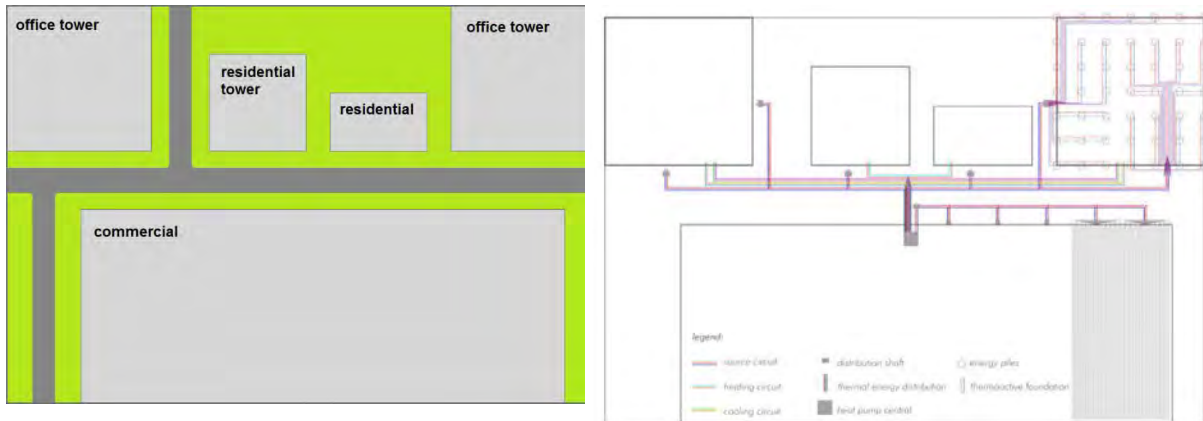 office tower
office tower
residential
tower
residential
commercial
legend:
source circuit
distribution shaft
energy piles
heating circuit
thermal energy distribution
thermoactive foundation
cooling circuit
heat pump central